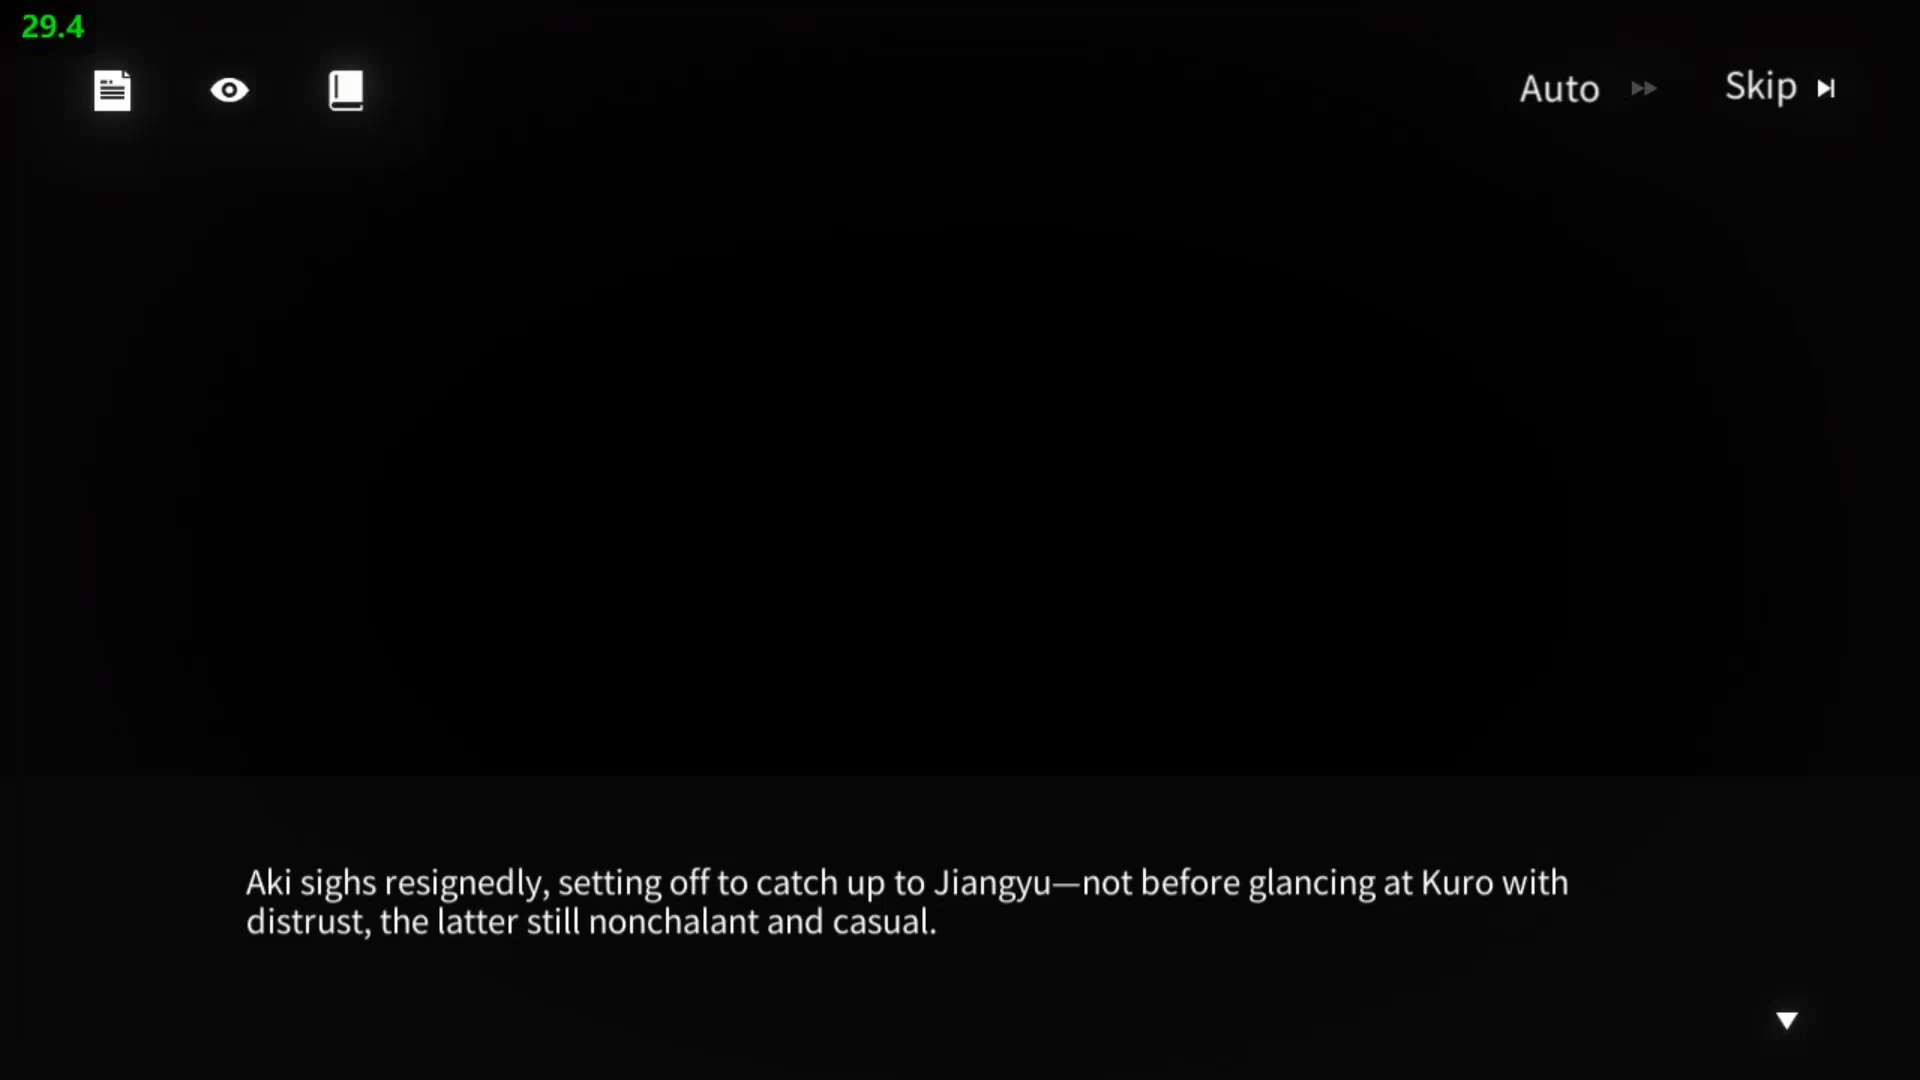 29.4
Auto
Skip
Aki sighs resignedly, setting off to catch up to Jiangyu—not before glancing at Kuro with
distrust, the latter still nonchalant and casual.